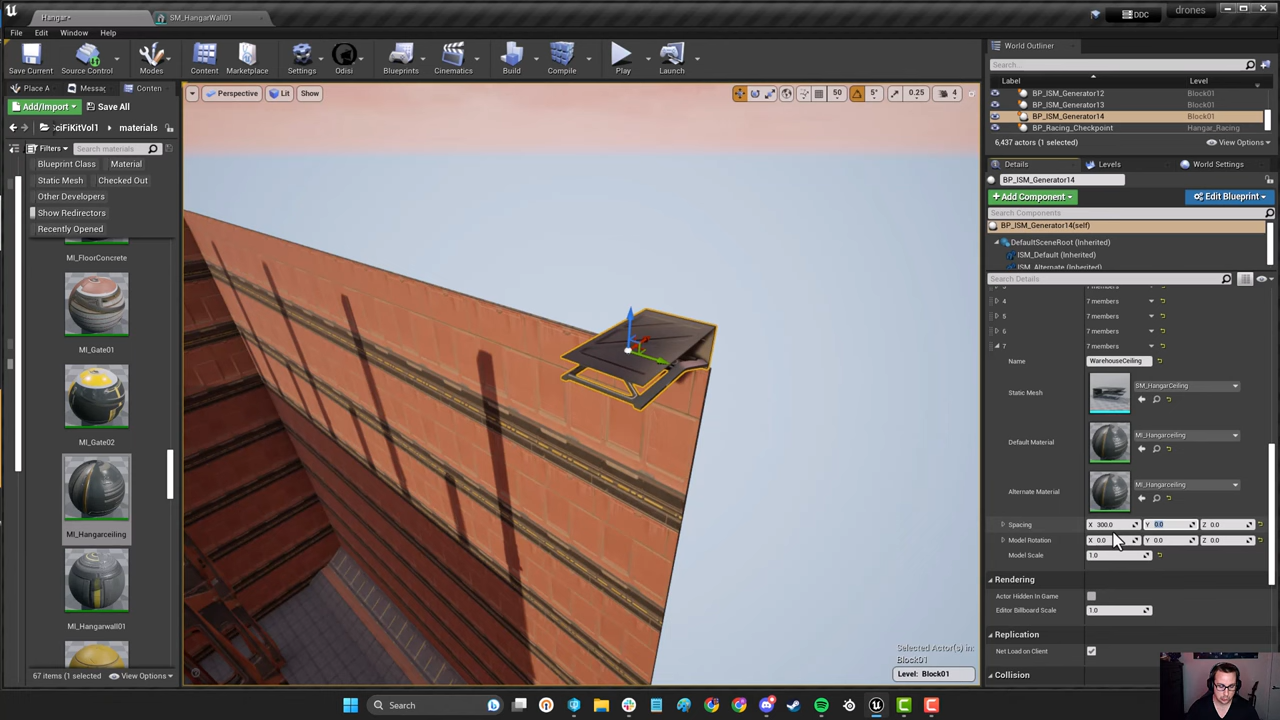 Hangar*
SM_HangarWall01
DDC
drones
File
Edit
Window
Help
Save Current
Source Control
Modes
Content
Marketplace
Settings
Odisi
Blueprints
Cinematics
Build
Compile
Play
Launch
World Outliner
Search...
Label
Level
BP_ISM_Generator12
Block01
BP_ISM_Generator13
Block01
BP_ISM_Generator14
Block01
BP_Racing_Checkpoint
Hangar_Racing
6,437 actors (1 selected)
View Options
Place A
Messag
Conten
Add/Import
Save All
ciFiKitVol1
materials
Filters
Search materials
Blueprint Class
Material
Static Mesh
Checked Out
Other Developers
Show Redirectors
Recently Opened
MI_FloorConcrete
MI_Gate01
MI_Gate02
MI_Hangarceiling
MI_Hangarwall01
67 items (1 selected
View Options
Perspective
Lit
Show
50
5°
0.25
4
Selected Actor(s) in:
Block01
Level: Block01
Details
Levels
World Settings
BP_ISM_Generator14
+Add Component
Edit Blueprint
Search Components
BP_ISM_Generator14(self)
DefaultSceneRoot (Inherited)
ISM_Default (Inherited)
ISM_Alternate (Inherited)
Search Details
4
7 members
5
7 members
6
7 members
7
7 members
Name
WarehouseCeiling
Static Mesh
SM_HangarCeiling
Default Material
MI_Hangarceiling
Alternate Material
MI_Hangarceiling
Spacing
X 300.0
Y 0.0
Z 0.0
Model Rotation
X 0.0
Y 0.0
Z 0.0
Model Scale
1.0
Rendering
Actor Hidden In Game
Editor Billboard Scale
1.0
Replication
Net Load on Client
Collision
Search